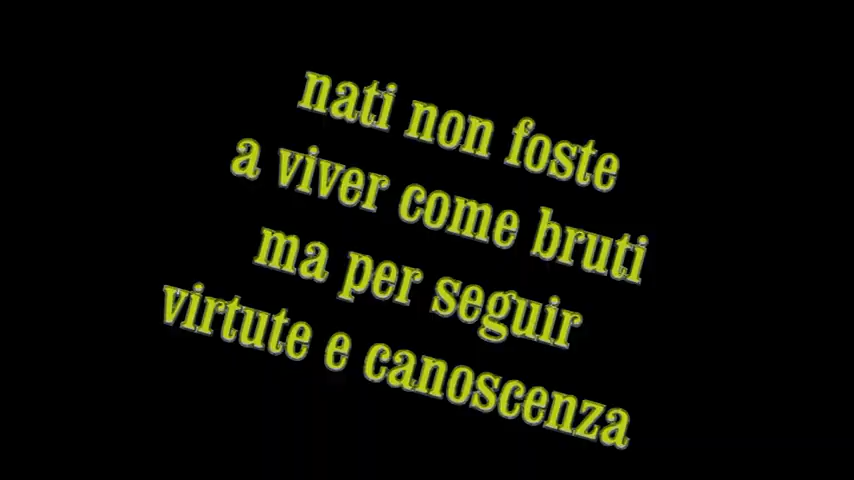 nati non foste
a viver come bruti
ma per seguir
virtute e canoscenza